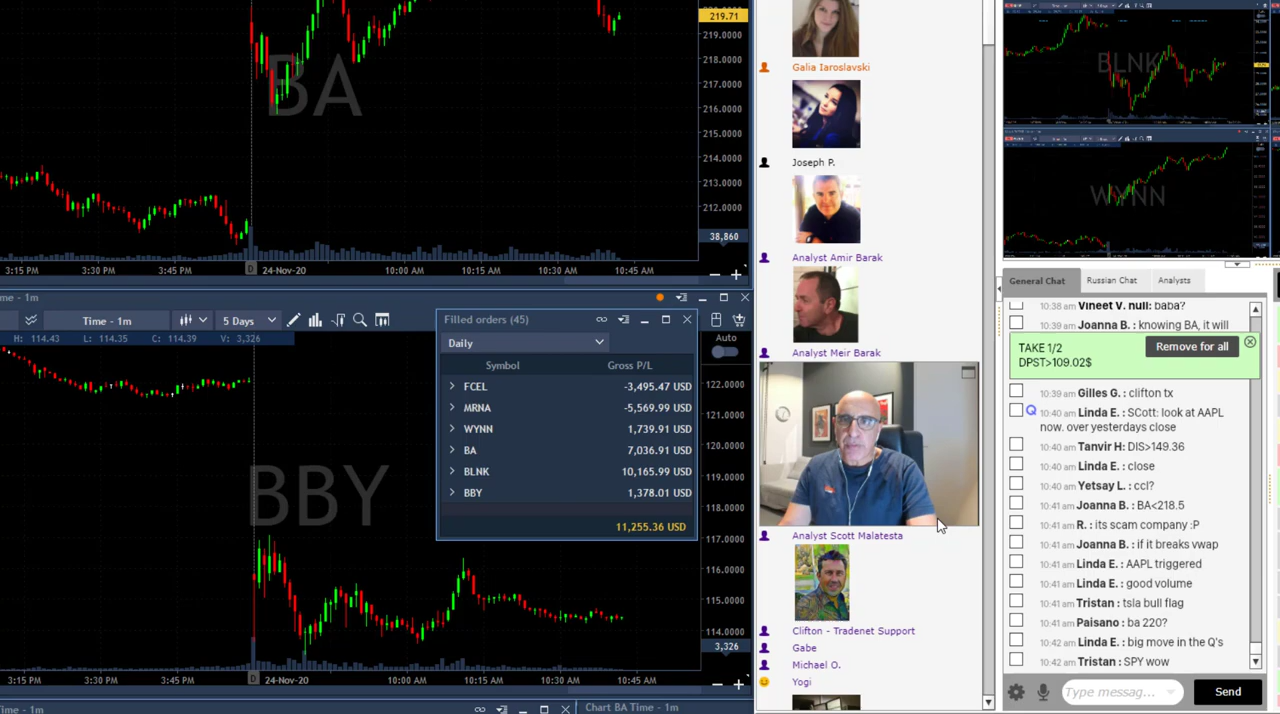 219.71
218.0000
217.0000
216.0000
BA
214.0000
213.0000
212.0000
38,860
3:15 PM 3:30 PM 3:45 PM D 24-Nov-20 10:00 AM 10:15 AM 10:30 AM 10:45 AM
me - 1m
Time - 1m 5 Days
H: 114.43 L: 114.35 C: 114.39 V: 3,326
Auto
122.0000
121.0000
120.0000
119.0000
118.0000
117.0000
116.0000
115.0000
114.0000
3,326
BBY
Filled orders (45)
Daily
Symbol Gross P/L
FCEL -3,495.47 USD
MRNA -5,569.99 USD
WYNN 1,739.91 USD
BA 7,036.91 USD
BLNK 10,165.99 USD
BBY 1,378.01 USD
11,255.36 USD
3:15 PM 3:30 PM 3:45 PM D 24-Nov-20 10:00 AM 10:15 AM 10:30 AM 10:45 AM
Time - 1m
Chart BA Time - 1m
Galia Iaroslavski
Joseph P.
Analyst Amir Barak
Analyst Meir Barak
Analyst Scott Malatesta
Clifton - Tradenet Support
Gabe
Michael O.
Yogi
BLNK
WYNN
General Chat Russian Chat Analysts
10:38 am Vineet V. null: baba?
10:39 am Joanna B. : knowing BA, it will
TAKE 1/2
DPST>109.02$
Remove for all
10:39 am Gilles G. : clifton tx
10:40 am Linda E. : SCott: look at AAPL
now. over yesterdays close
10:40 am Tanvir H: DIS>149.36
10:40 am Linda E. : close
10:40 am Yetsay L. : ccl?
10:41 am Joanna B. : BA<218.5
10:41 am R. : its scam company :P
10:41 am Joanna B. : if it breaks vwap
10:41 am Linda E. : AAPL triggered
10:41 am Linda E. : good volume
10:41 am Tristan : tsla bull flag
10:41 am Paisano : ba 220?
10:42 am Linda E. : big move in the Q's
10:42 am Tristan : SPY wow
Type messag...
Send